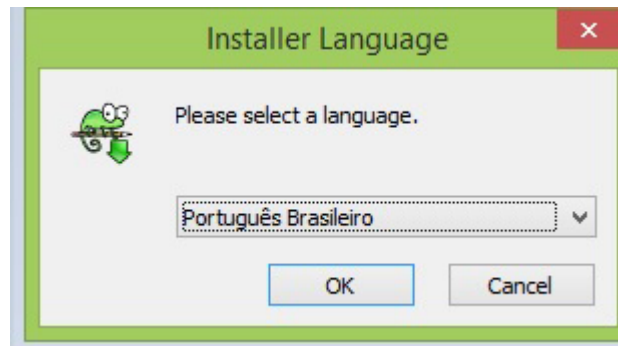 Installer Language
Please select a language.
Português Brasileiro
OK
Cancel